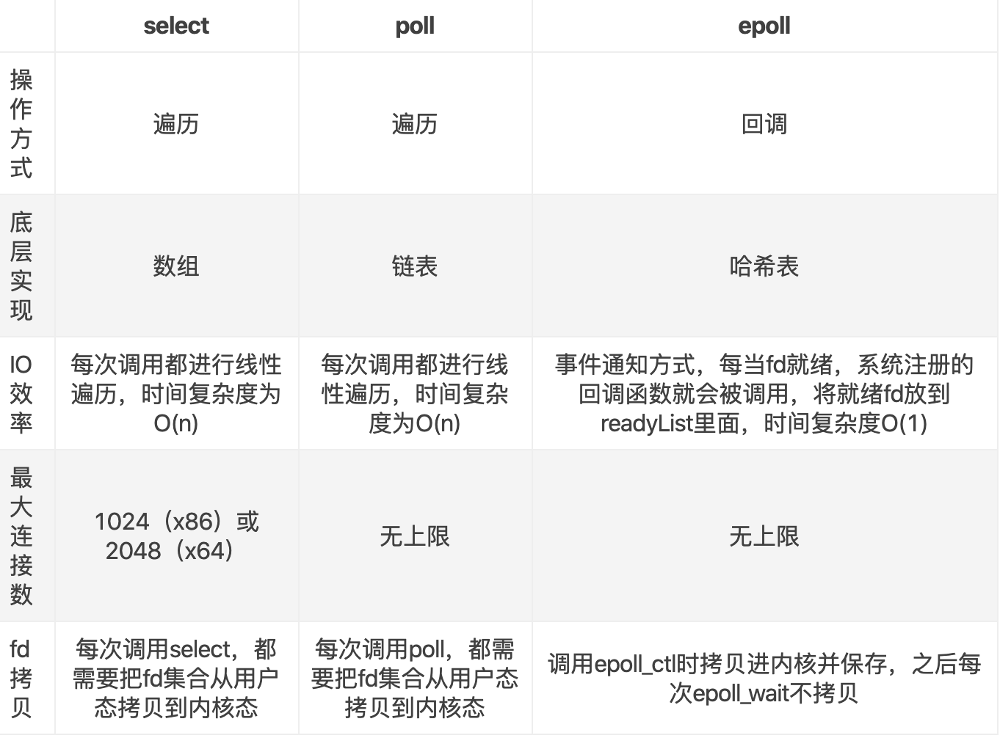 select
poll
epoll
操
作
方
式
遍历
遍历
回调
底
层
实
现
数组
链表
哈希表
IO
效
率
每次调用都进行线性
遍历，时间复杂度为
O(n)
每次调用都进行线
性遍历，时间复杂
度为O(n)
事件通知方式，每当fd就绪，系统注册的
回调函数就会被调用，将就绪fd放到
readyList里面，时间复杂度O(1)
最
大
连
接
数
1024（x86）或
2048（x64）
无上限
无上限
fd
拷
贝
每次调用select，都
需要把fd集合从用户
态拷贝到内核态
每次调用poll，都需
要把fd集合从用户态
拷贝到内核态
调用epoll_ctl时拷贝进内核并保存，之后每
次epoll_wait不拷贝